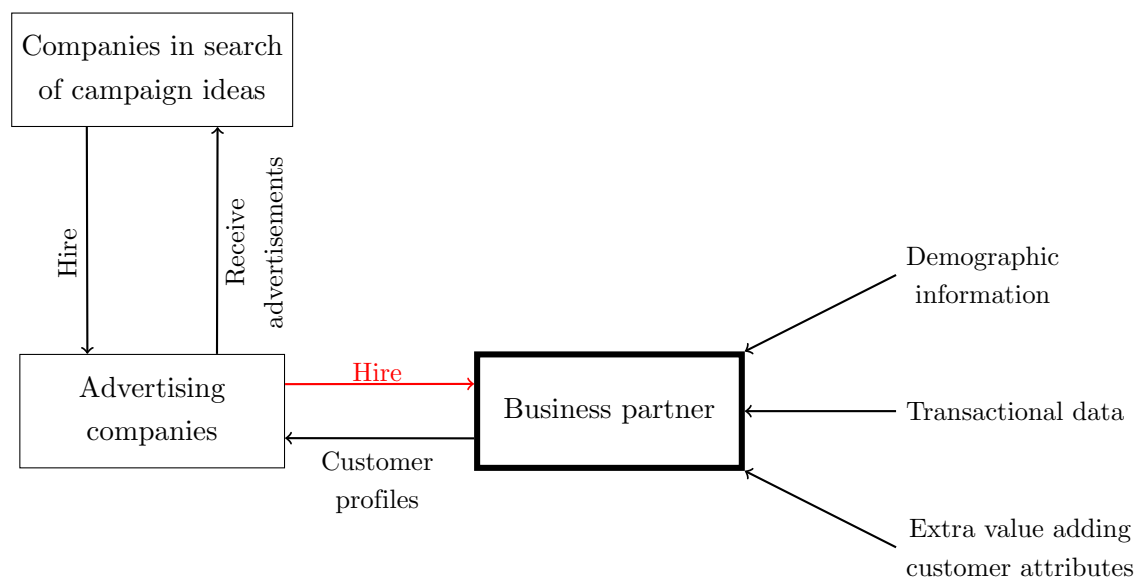 Companies in search
of campaign ideas
Hire
Receive
advertisements
Demographic
information
Advertising
companies
Hire
Business partner
Transactional data
Customer
profiles
Extra value adding
customer attributes